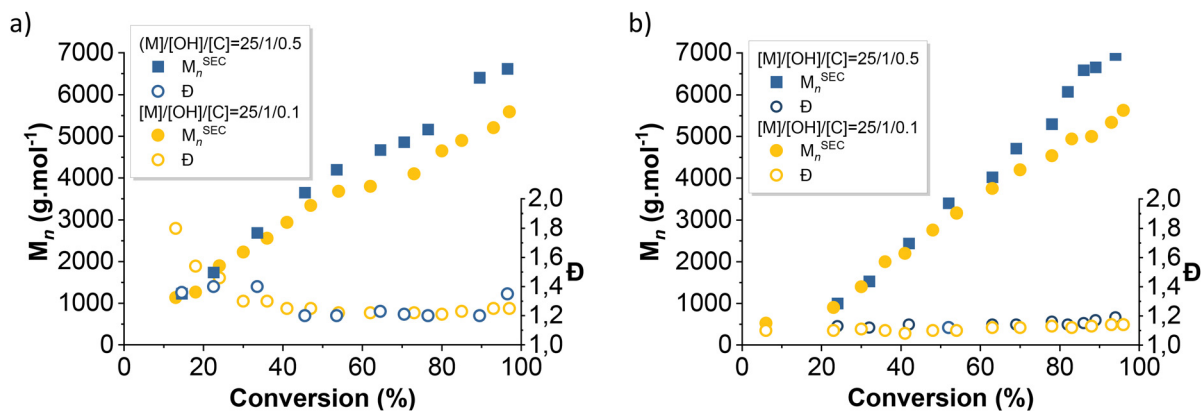 a)
(M]/[OH]/[C]=25/1/0.5
MnSEC
Đ
[M]/[OH]/[C]=25/1/0.1
MnSEC
Đ
7000
6000
5000
4000
3000
2000
1000
0
Mn (g.mol-1)
2,0
1,8
1,6
1,4
1,2
1,0
Đ
0 20 40 60 80 100
Conversion (%)
b)
[M]/[OH]/[C]=25/1/0.5
MnSEC
Đ
[M]/[OH]/[C]=25/1/0.1
MnSEC
Đ
7000
6000
5000
4000
3000
2000
1000
0
Mn (g.mol-1)
2,0
1,8
1,6
1,4
1,2
1,0
Đ
0 20 40 60 80 100
Conversion (%)